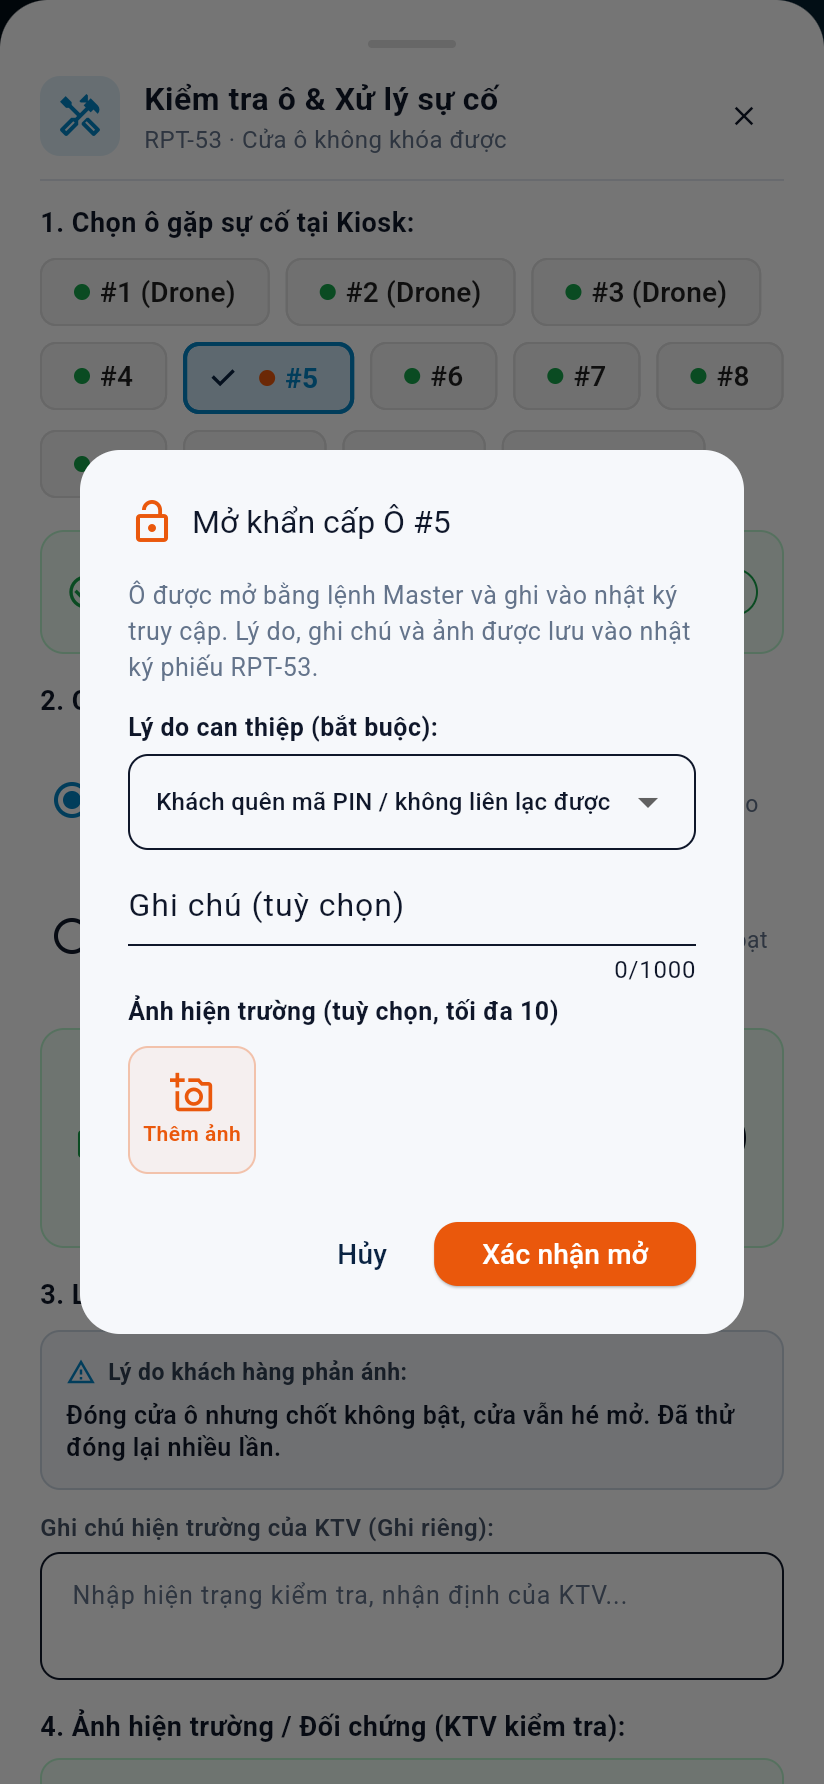 Kiểm tra ô & Xử lý sự cố
RPT-53 · Cửa ô không khóa được
1. Chọn ô gặp sự cố tại Kiosk:
#1 (Drone)
#2 (Drone)
#3 (Drone)
#4
#5
#6
#7
#8
Mở khẩn cấp Ô #5
Ô được mở bằng lệnh Master và ghi vào nhật ký
truy cập. Lý do, ghi chú và ảnh được lưu vào nhật
ký phiếu RPT-53.
2.
Lý do can thiệp (bắt buộc):
Khách quên mã PIN / không liên lạc được
Ghi chú (tuỳ chọn)
0/1000
Ảnh hiện trường (tuỳ chọn, tối đa 10)
Thêm ảnh
Hủy
Xác nhận mở
3.
Lý do khách hàng phản ánh:
Đóng cửa ô nhưng chốt không bật, cửa vẫn hé mở. Đã thử
đóng lại nhiều lần.
Ghi chú hiện trường của KTV (Ghi riêng):
Nhập hiện trạng kiểm tra, nhận định của KTV...
4. Ảnh hiện trường / Đối chứng (KTV kiểm tra):